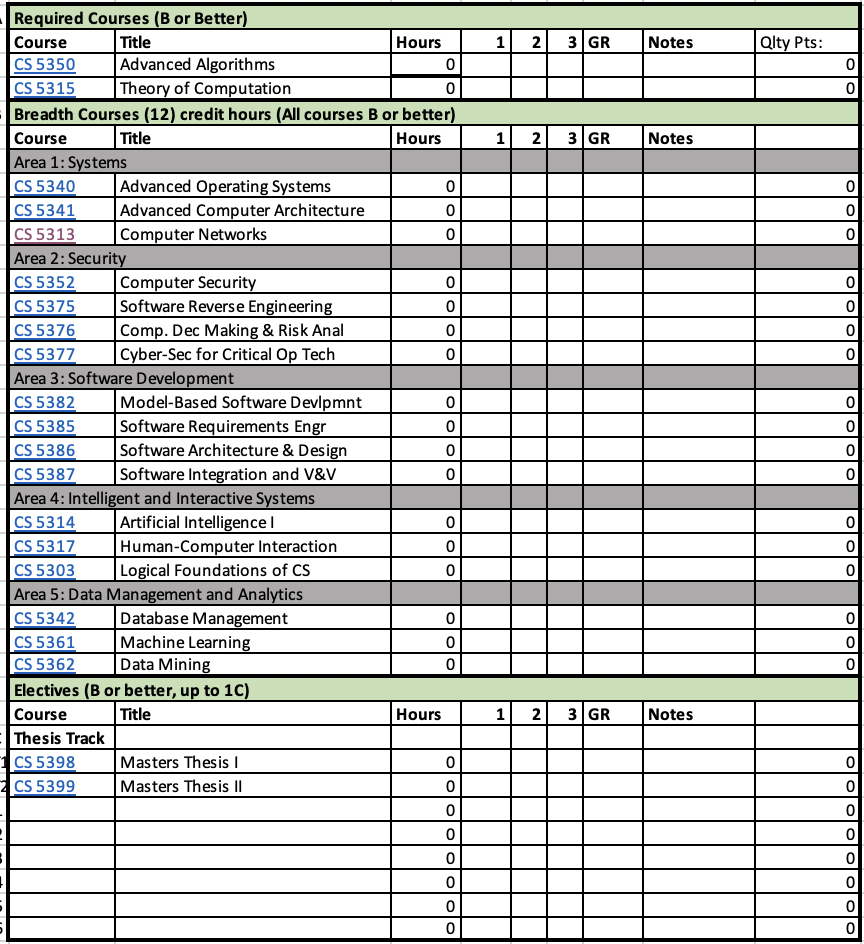 Required Courses (B or Better)
Course Title Hours 1 2 3 GR Notes Qlty Pts:
CS 5350 Advanced Algorithms 0 0
CS 5315 Theory of Computation 0 0
Breadth Courses (12) credit hours (All courses B or better)
Course Title Hours 1 2 3 GR Notes
Area 1: Systems
CS 5340 Advanced Operating Systems 0 0
CS 5341 Advanced Computer Architecture 0 0
CS 5313 Computer Networks 0 0
Area 2: Security
CS 5352 Computer Security 0 0
CS 5375 Software Reverse Engineering 0 0
CS 5376 Comp. Dec Making & Risk Anal 0 0
CS 5377 Cyber-Sec for Critical Op Tech 0 0
Area 3: Software Development
CS 5382 Model-Based Software Devlpmnt 0 0
CS 5385 Software Requirements Engr 0 0
CS 5386 Software Architecture & Design 0 0
CS 5387 Software Integration and V&V 0 0
Area 4: Intelligent and Interactive Systems
CS 5314 Artificial Intelligence I 0 0
CS 5317 Human-Computer Interaction 0 0
CS 5303 Logical Foundations of CS 0 0
Area 5: Data Management and Analytics
CS 5342 Database Management 0 0
CS 5361 Machine Learning 0 0
CS 5362 Data Mining 0 0
Electives (B or better, up to 1C)
Course Title Hours 1 2 3 GR Notes
Thesis Track
CS 5398 Masters Thesis I 0 0
CS 5399 Masters Thesis II 0 0
0 0
0 0
0 0
0 0
0 0
0 0